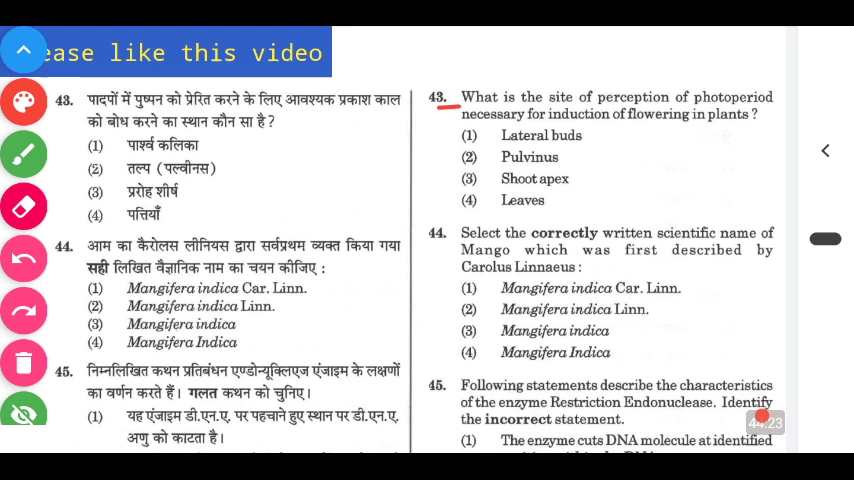 ease like this video
43. पादपों में पुष्पन को प्रेरित करने के लिए आवश्यक प्रकाश काल
को बोध करने का स्थान कौन सा है ?
(1) पार्श्व कलिका
(2) तल्प (पल्वीनस)
(3) प्ररोह शीर्ष
(4) पत्तियाँ
44. आम का कैरोलस लीनियस द्वारा सर्वप्रथम व्यक्त किया गया
सही लिखित वैज्ञानिक नाम का चयन कीजिए :
(1) Mangifera indica Car. Linn.
(2) Mangifera indica Linn.
(3) Mangifera indica
(4) Mangifera Indica
45. निम्नलिखित कथन प्रतिबंधन एण्डोन्यूक्लिएज एंजाइम के लक्षणों
का वर्णन करते हैं। गलत कथन को चुनिए।
(1) यह एंजाइम डी.एन.ए. पर पहचाने हुए स्थान पर डी.एन.ए.
अणु को काटता है।
43. What is the site of perception of photoperiod
necessary for induction of flowering in plants ?
(1) Lateral buds
(2) Pulvinus
(3) Shoot apex
(4) Leaves
44. Select the correctly written scientific name of
Mango which was first described by
Carolus Linnaeus :
(1) Mangifera indica Car. Linn.
(2) Mangifera indica Linn.
(3) Mangifera indica
(4) Mangifera Indica
45. Following statements describe the characteristics
of the enzyme Restriction Endonuclease. Identify
the incorrect statement.
(1) The enzyme cuts DNA molecule at identified
44:23